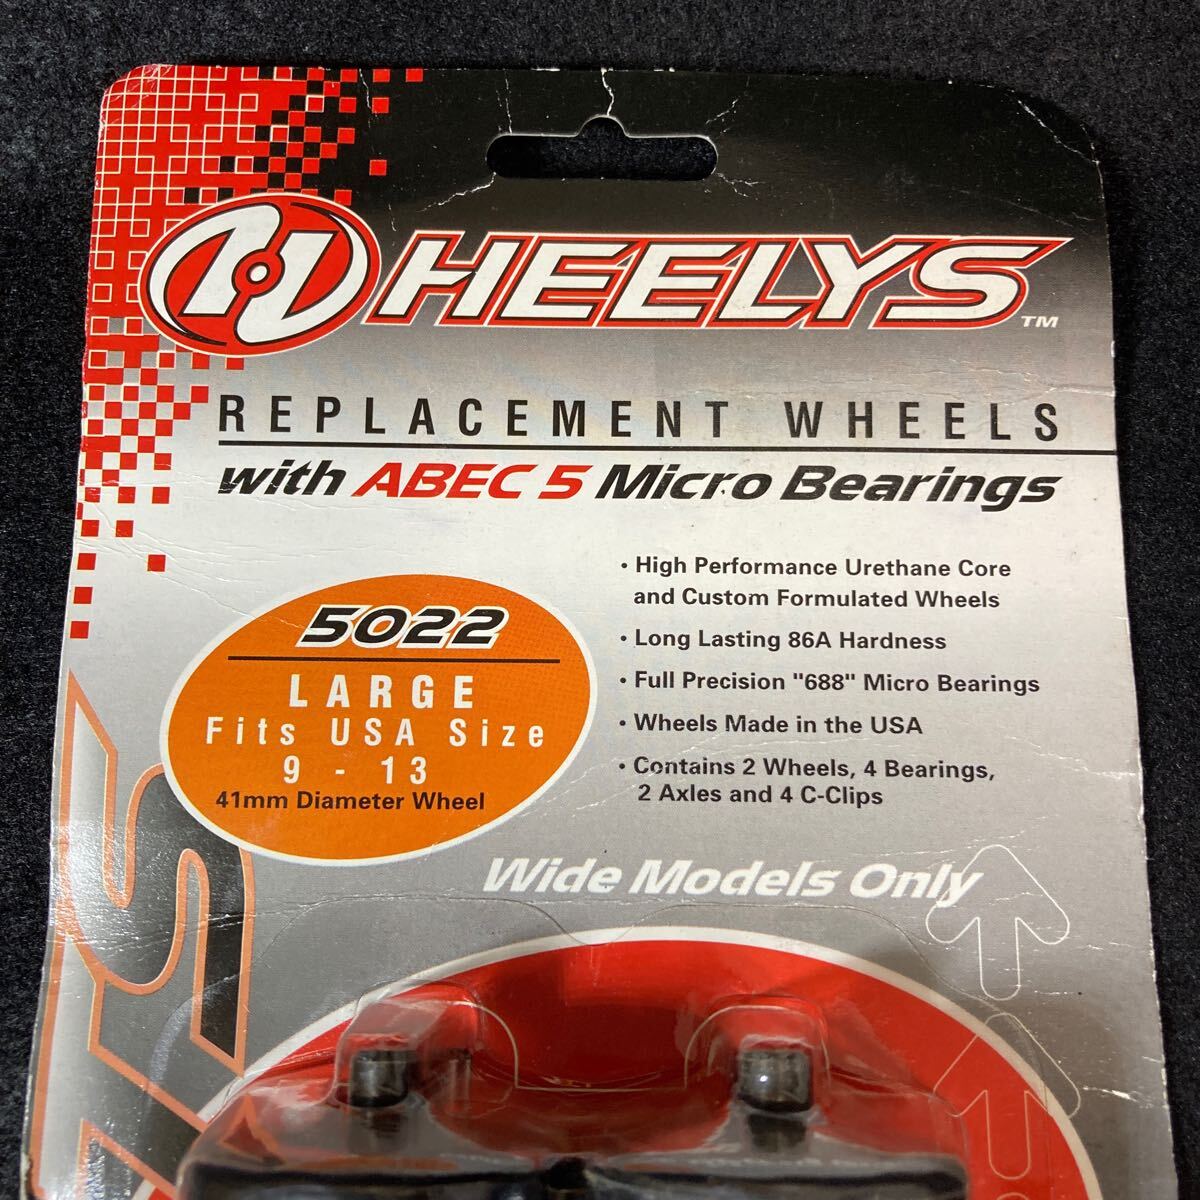 HEELYS™
REPLACEMENT WHEELS
with ABEC 5 Micro Bearings
5022
LARGE
Fits USA Size
9 - 13
41mm Diameter Wheel
• High Performance Urethane Core
and Custom Formulated Wheels
• Long Lasting 86A Hardness
• Full Precision "688" Micro Bearings
• Wheels Made in the USA
• Contains 2 Wheels, 4 Bearings,
2 Axles and 4 C-Clips
Wide Models Only